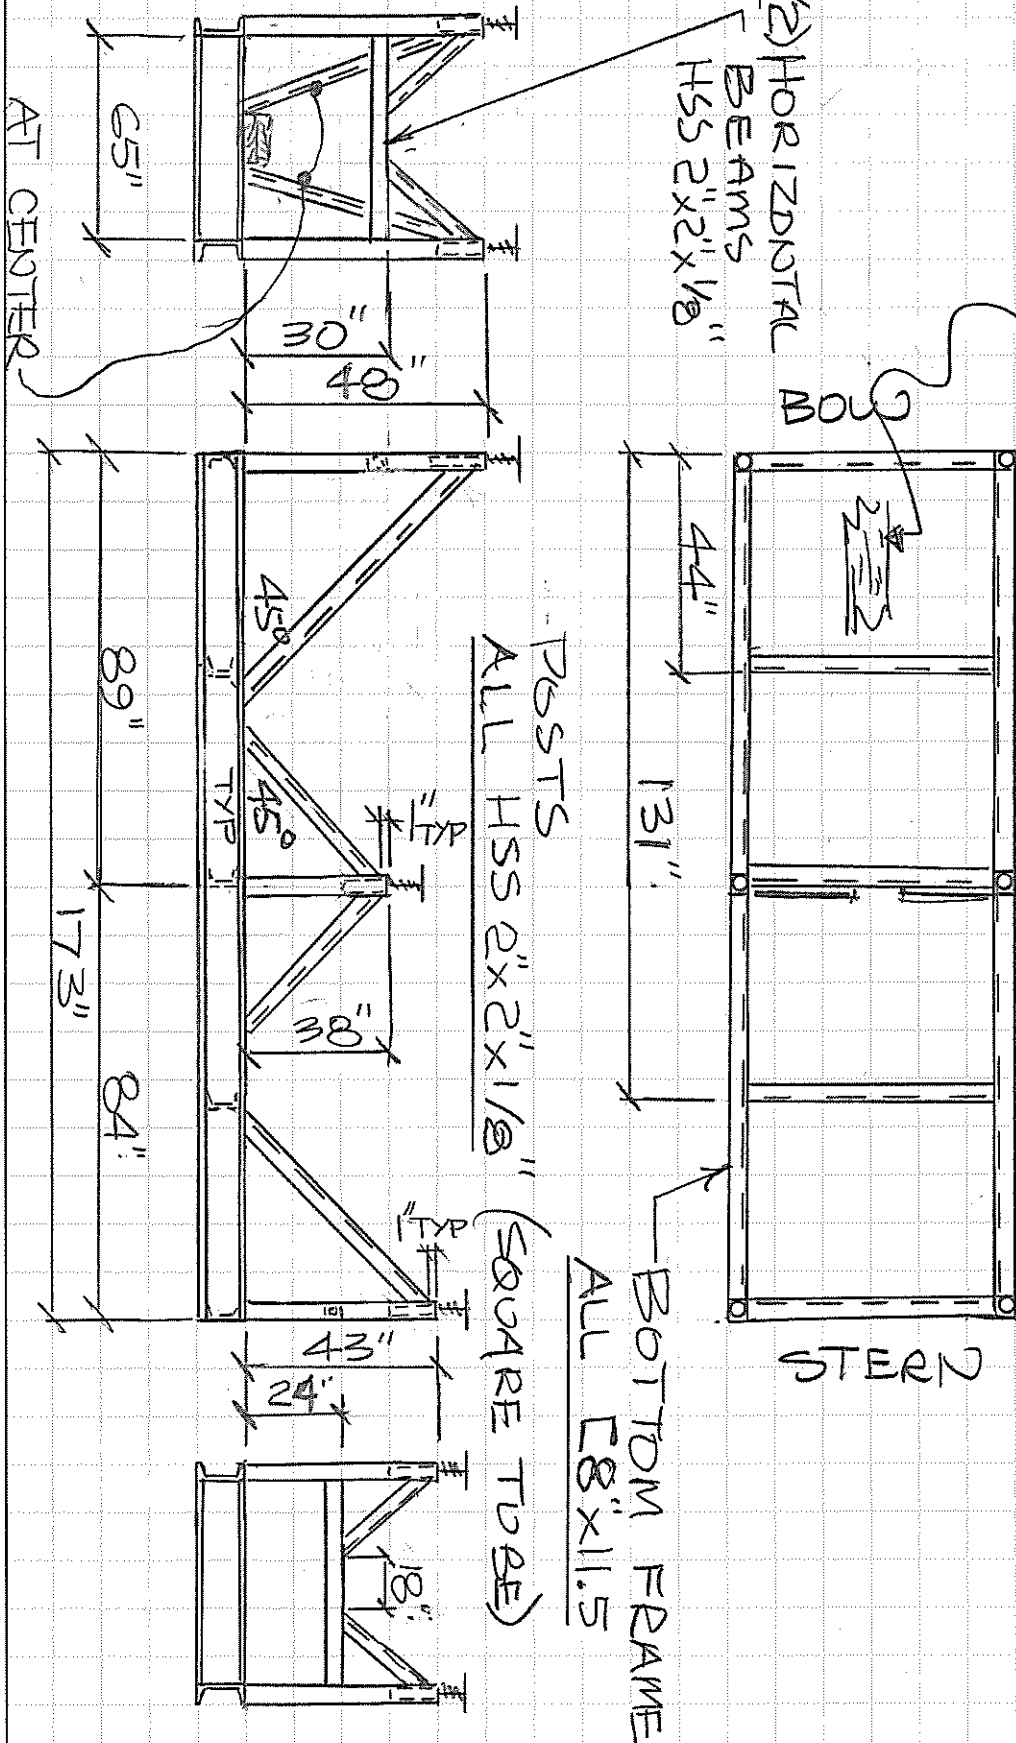 (2) HORIZONTAL
BEAMS
HSS 2"x2"x1/8"
BOW
44"
131"
STERN
BOTTOM FRAME
ALL [8"x11.5
POSTS
ALL HSS 2"x2"x1/8" (SQUARE TUBE)
65"
AT CENTER
30"
48"
45°
45°
TYP
1" TYP
38"
1" TYP
89"
84"
173"
43"
24"
18"